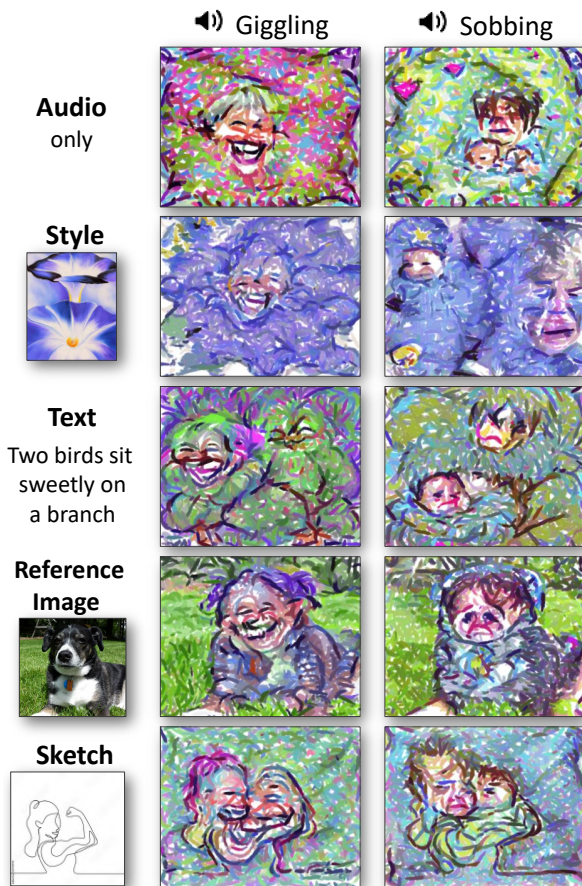 Giggling Sobbing
Audio
only
Style
Text
Two birds sit
sweetly on
a branch
Reference
Image
Sketch